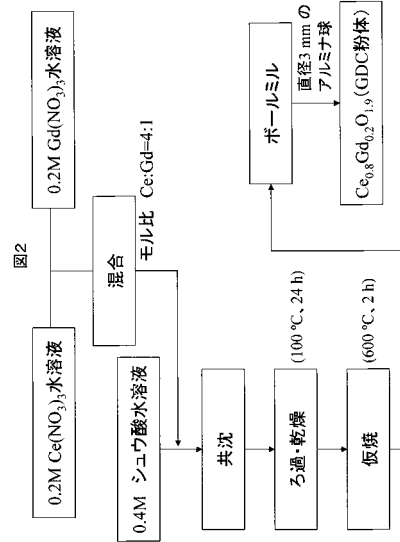 図2
0.2M Ce(NO3)3水溶液
0.2M Gd(NO3)3水溶液
混合
モル比 Ce:Gd=4:1
0.4M シュウ酸水溶液
共沈
ろ過・乾燥
(100 ℃、24 h)
仮焼
(600 ℃、2 h)
ボールミル
直径3 mm の
アルミナ球
Ce0.8Gd0.2O1.9(GDC粉体)